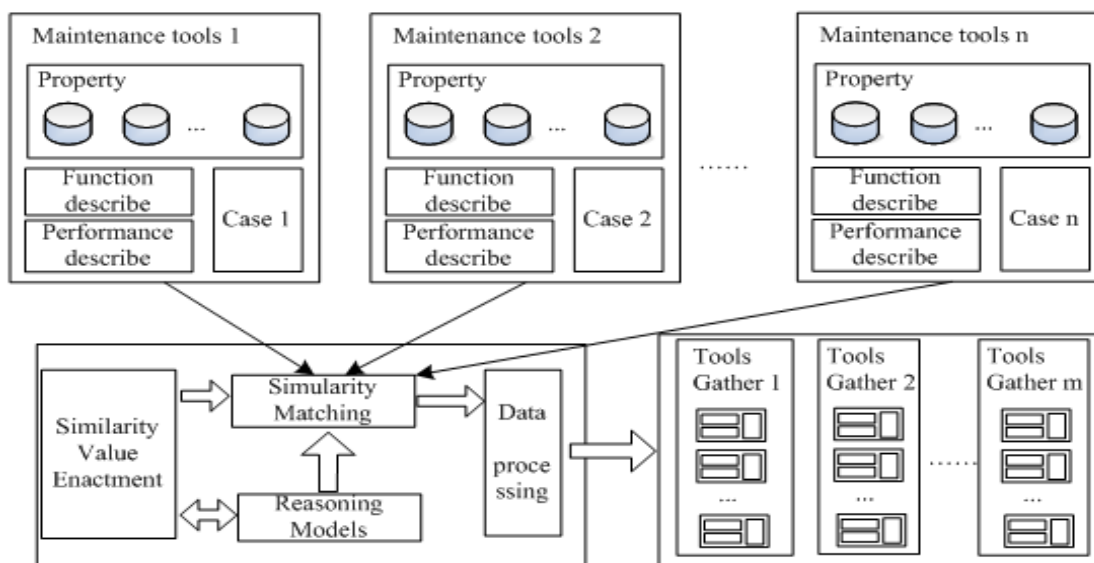 Maintenance tools 1
Property
...
Function
describe
Performance
describe
Case 1
Maintenance tools 2
Property
...
Function
describe
Performance
describe
Case 2
......
Maintenance tools n
Property
...
Function
describe
Performance
describe
Case n
Similarity
Value
Enactment
Simularity
Matching
Reasoning
Models
Data
proce
ssing
Tools
Gather 1
...
Tools
Gather 2
...
......
Tools
Gather m
...